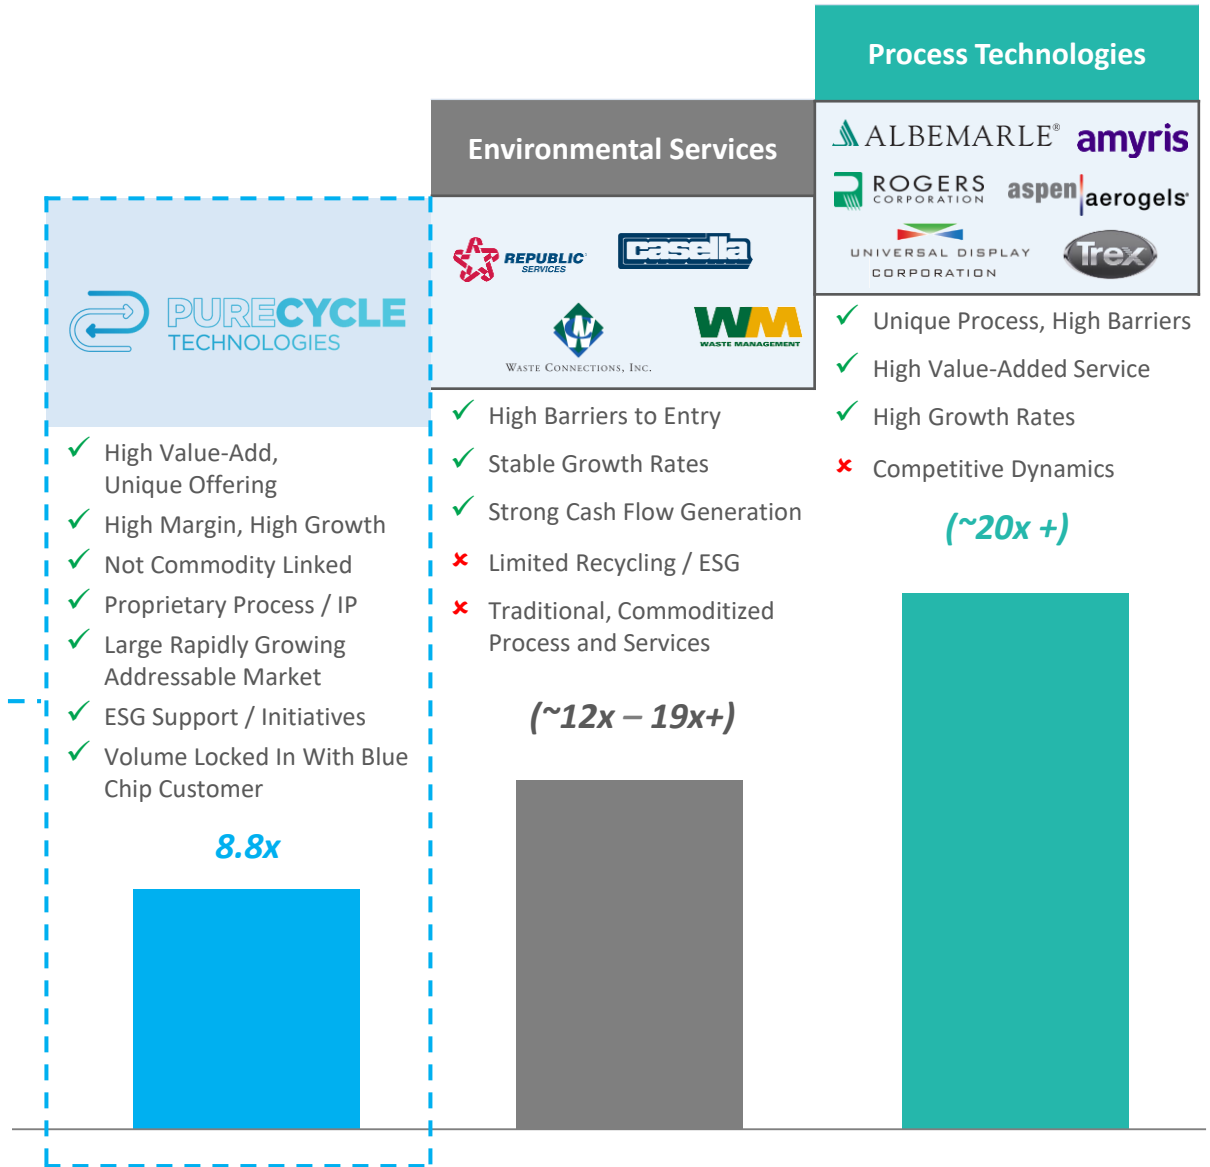 PURECYCLE
TECHNOLOGIES
High Value-Add,
Unique Offering
High Margin, High Growth
Not Commodity Linked
Proprietary Process / IP
Large Rapidly Growing
Addressable Market
ESG Support / Initiatives
Volume Locked In With Blue
Chip Customer
8.8x
Environmental Services
REPUBLIC
SERVICES
casella
WASTE CONNECTIONS, INC.
WM
WASTE MANAGEMENT
High Barriers to Entry
Stable Growth Rates
Strong Cash Flow Generation
Limited Recycling / ESG
Traditional, Commoditized
Process and Services
(~12x – 19x+)
Process Technologies
ALBEMARLE®
amyris
ROGERS
CORPORATION
aspen aerogels
UNIVERSAL DISPLAY
CORPORATION
Trex
Unique Process, High Barriers
High Value-Added Service
High Growth Rates
Competitive Dynamics
(~20x +)